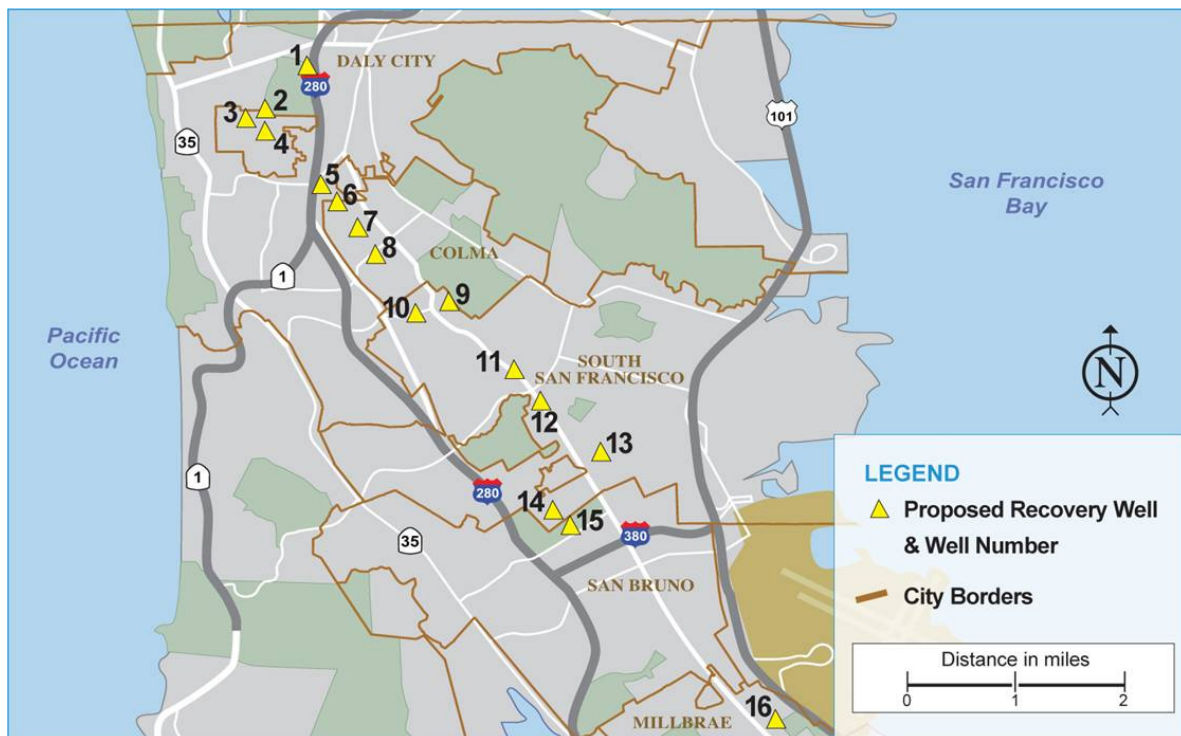 1
DALY CITY
280
101
2
3
35
4
5
San Francisco
Bay
6
7
8
COLMA
1
9
10
Pacific
Ocean
11
SOUTH
SAN FRANCISCO
N
12
13
LEGEND
1
280
14
Proposed Recovery Well
& Well Number
15
35
380
SAN BRUNO
City Borders
Distance in miles
0
1
2
16
MILLBRAE